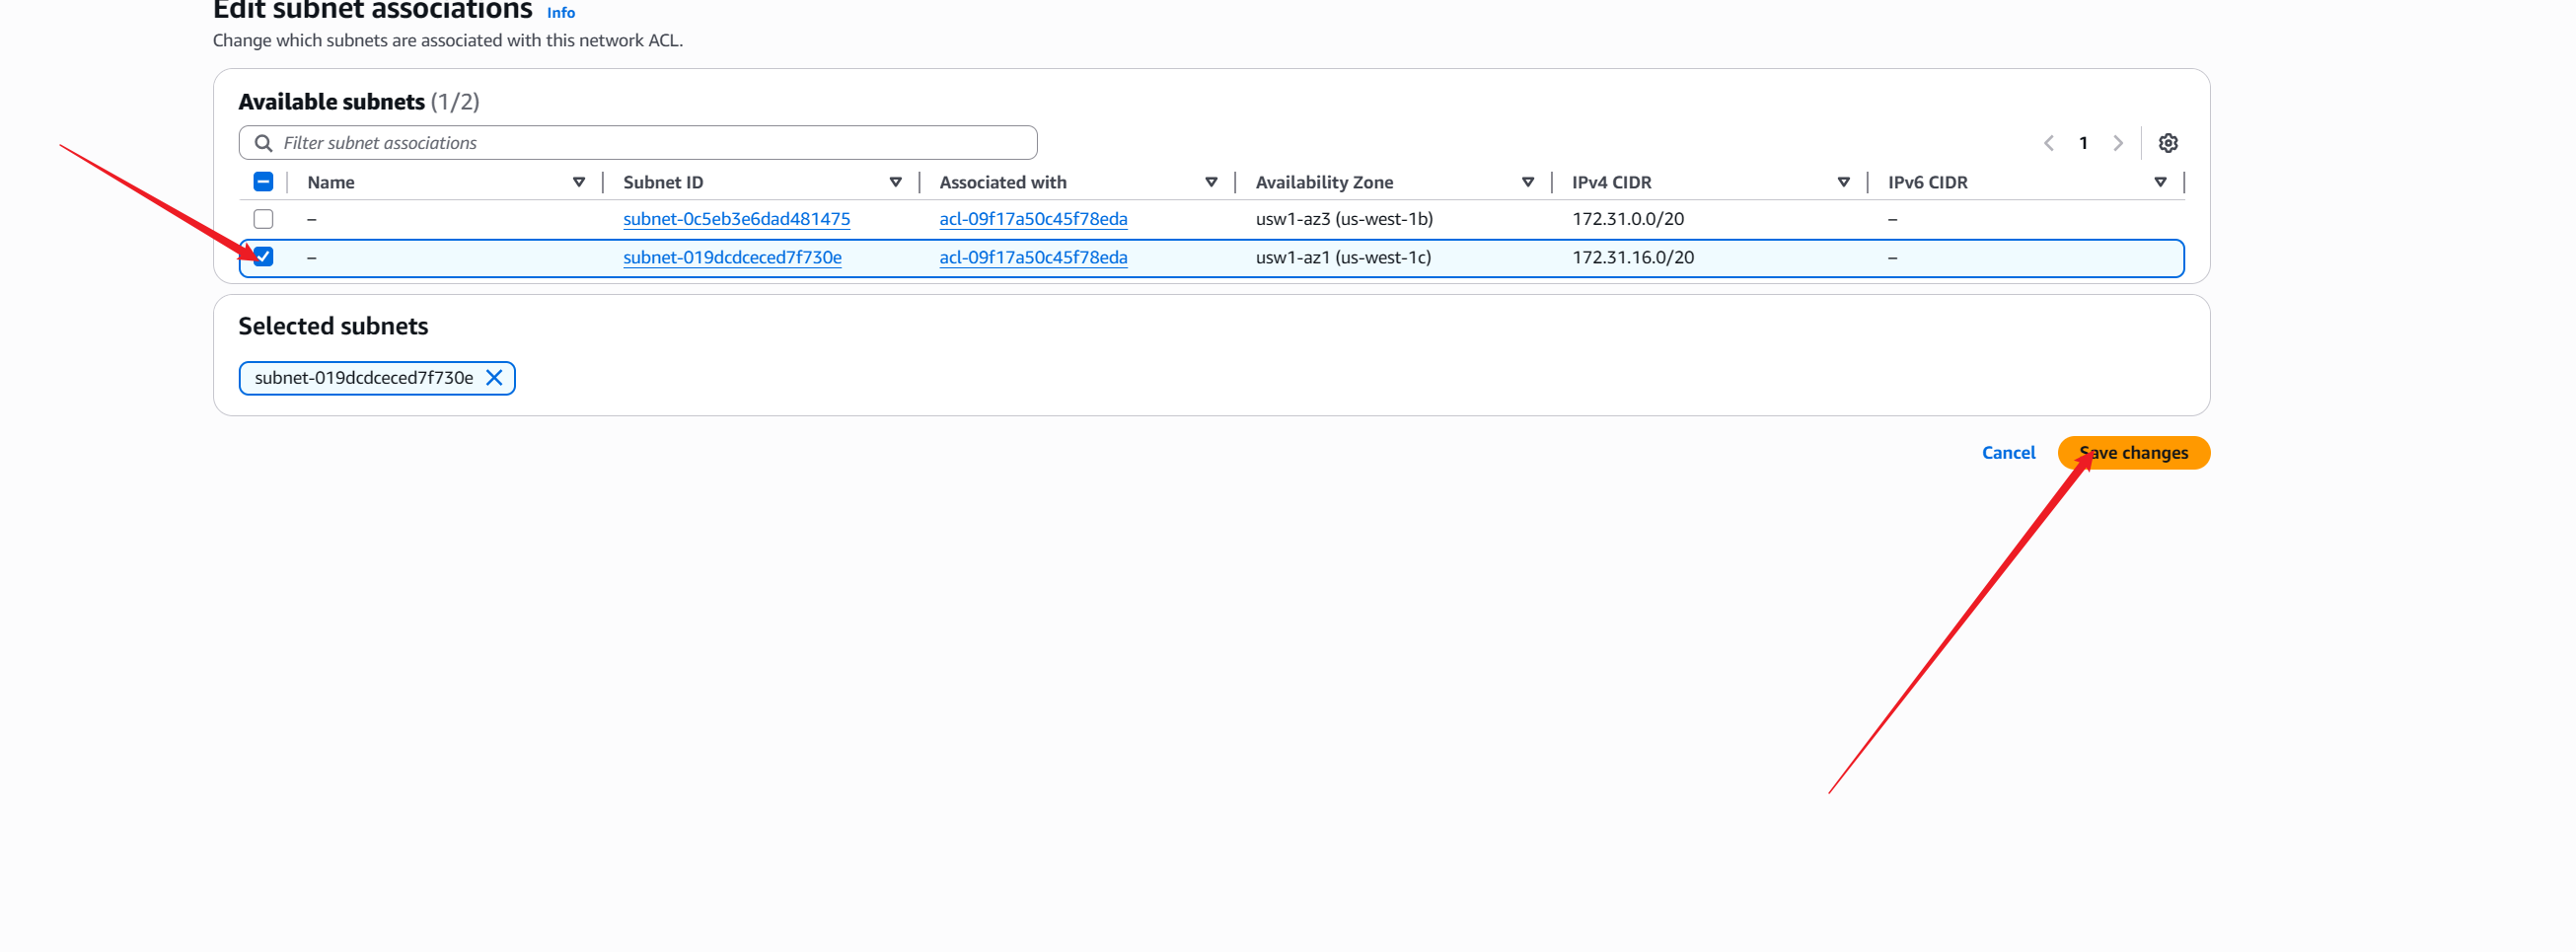 Edit subnet associations Info
Change which subnets are associated with this network ACL.
Available subnets (1/2)
Filter subnet associations
1
Name Subnet ID Associated with Availability Zone IPv4 CIDR IPv6 CIDR
– subnet-0c5eb3e6dad481475 acl-09f17a50c45f78eda usw1-az3 (us-west-1b) 172.31.0.0/20 –
– subnet-019dcdceced7f730e acl-09f17a50c45f78eda usw1-az1 (us-west-1c) 172.31.16.0/20 –
Selected subnets
subnet-019dcdceced7f730e
Cancel Save changes